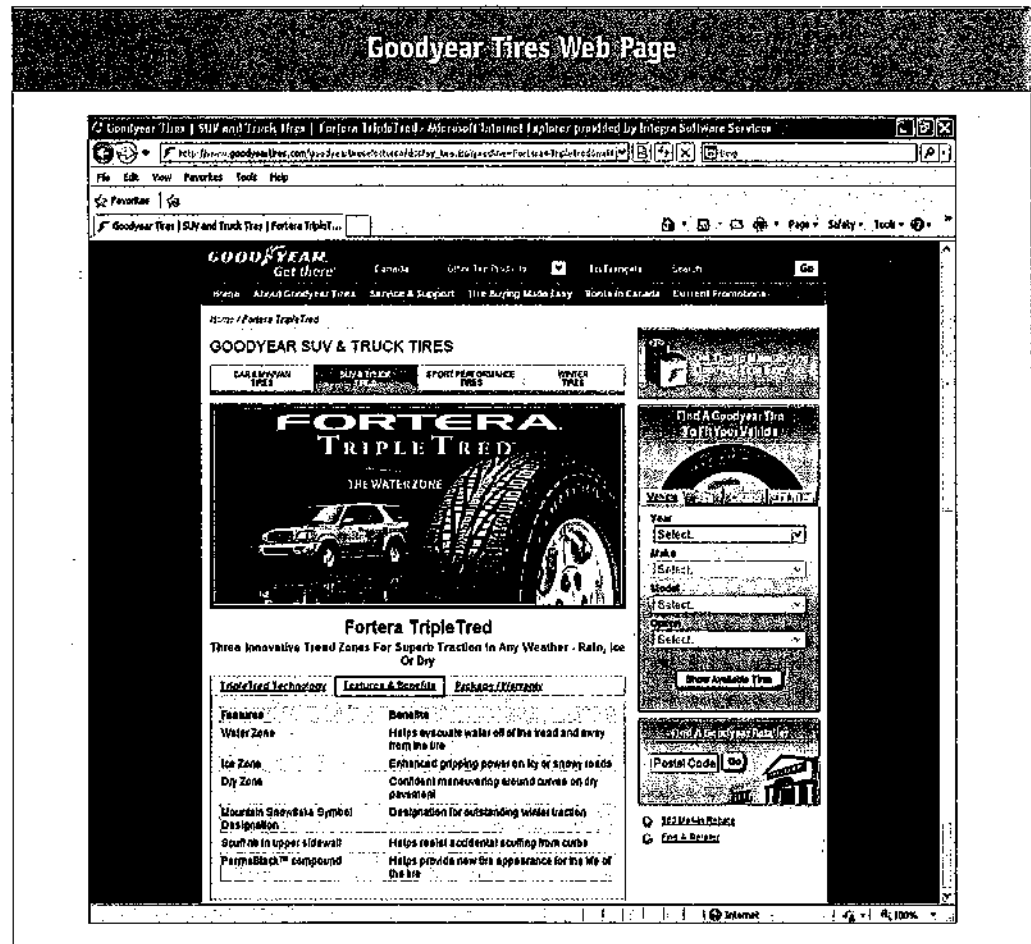 Goodyear Tires Web Page
Goodyear Tires | SUV and Truck Tires | Fortera TripleTred - Microsoft Internet Explorer provided by Integra Software Services
File Edit View Favorites Tools Help
Favorites
Goodyear Tires | SUV and Truck Tires | Fortera TripleT...
Page Safety Tools
GOODYEAR
Get there
Canada Search Go
Home About Goodyear Tires Service & Support Tire Buying Made Easy Made in Canada Current Promotions
Home / Fortera TripleTred
GOODYEAR SUV & TRUCK TIRES
CAR & MINIVAN TIRES
SUV & TRUCK TIRES
SPORT PERFORMANCE TIRES
WINTER TIRES
FORTERA
TRIPLETRED
THE WATER ZONE
Fortera TripleTred
Three Innovative Tread Zones For Superb Traction In Any Weather - Rain, Ice
Or Dry
TripleTred Technology Features & Benefits Package / Warranty
Features Benefits
Water Zone Helps evacuate water off of the tread and away
from the tire
Ice Zone Enhanced gripping power on icy or snowy roads
Dry Zone Confident maneuvering around curves on dry
pavement
Mountain Snowflake Symbol Designation for outstanding winter traction
Designation
Scuff rib in upper sidewall Helps resist accidental scuffing from curbs
PermaBlack™ compound Helps provide new tire appearance for the life of
the tire
Find A Goodyear Tire
To Fit Your Vehicle
Vehicle
Year
Select.
Make
Select.
Model
Select.
Option
Select.
Show Available Tires
Find A Goodyear Retailer
Postal Code Go
Find A Retailer
Internet 100%